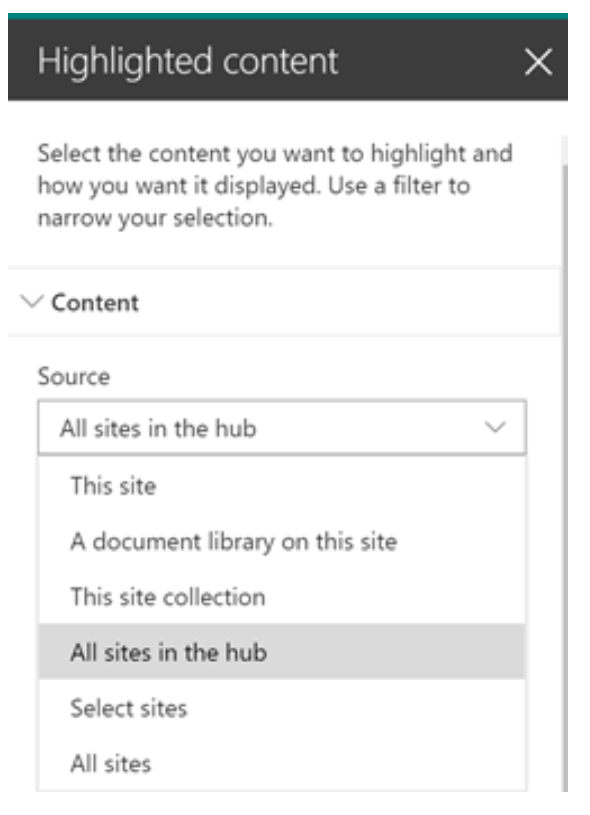 Highlighted content
Select the content you want to highlight and
how you want it displayed. Use a filter to
narrow your selection.
Content
Source
All sites in the hub
This site
A document library on this site
This site collection
All sites in the hub
Select sites
All sites